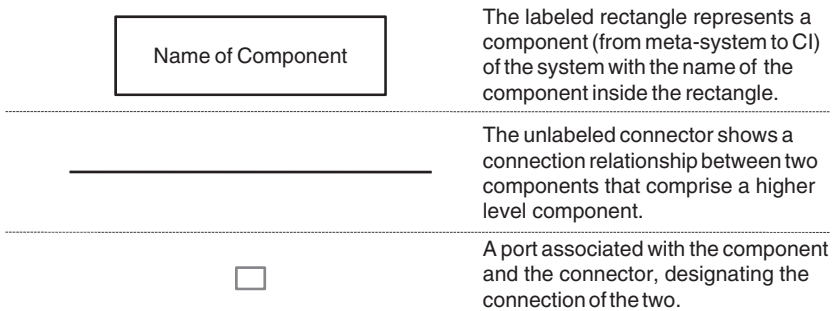 Name of Component
The labeled rectangle represents a
component (from meta-system to CI)
of the system with the name of the
component inside the rectangle.
The unlabeled connector shows a
connection relationship between two
components that comprise a higher
level component.
A port associated with the component
and the connector, designating the
connection of the two.